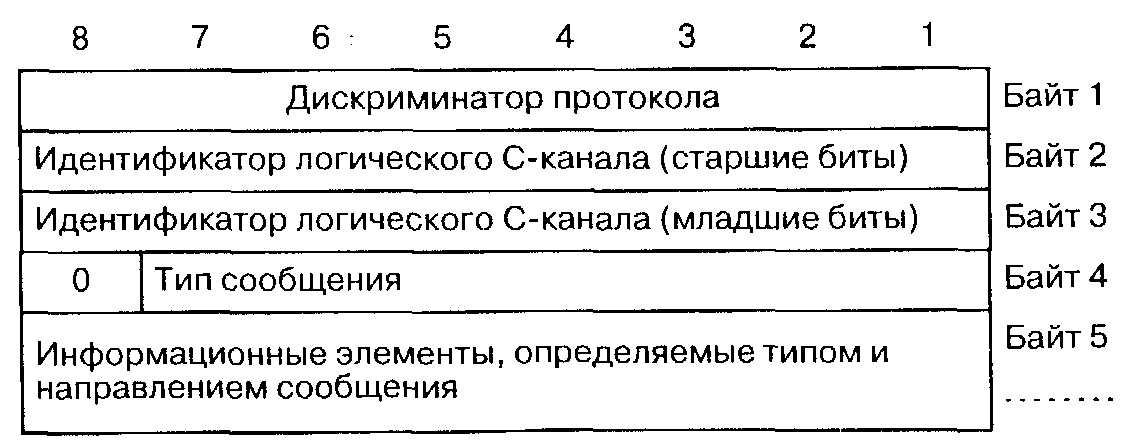 8 7 6 5 4 3 2 1
Дискриминатор протокола Байт 1
Идентификатор логического С-канала (старшие биты) Байт 2
Идентификатор логического С-канала (младшие биты) Байт 3
0 Тип сообщения Байт 4
Байт 5
Информационные элементы, определяемые типом и
направлением сообщения
........